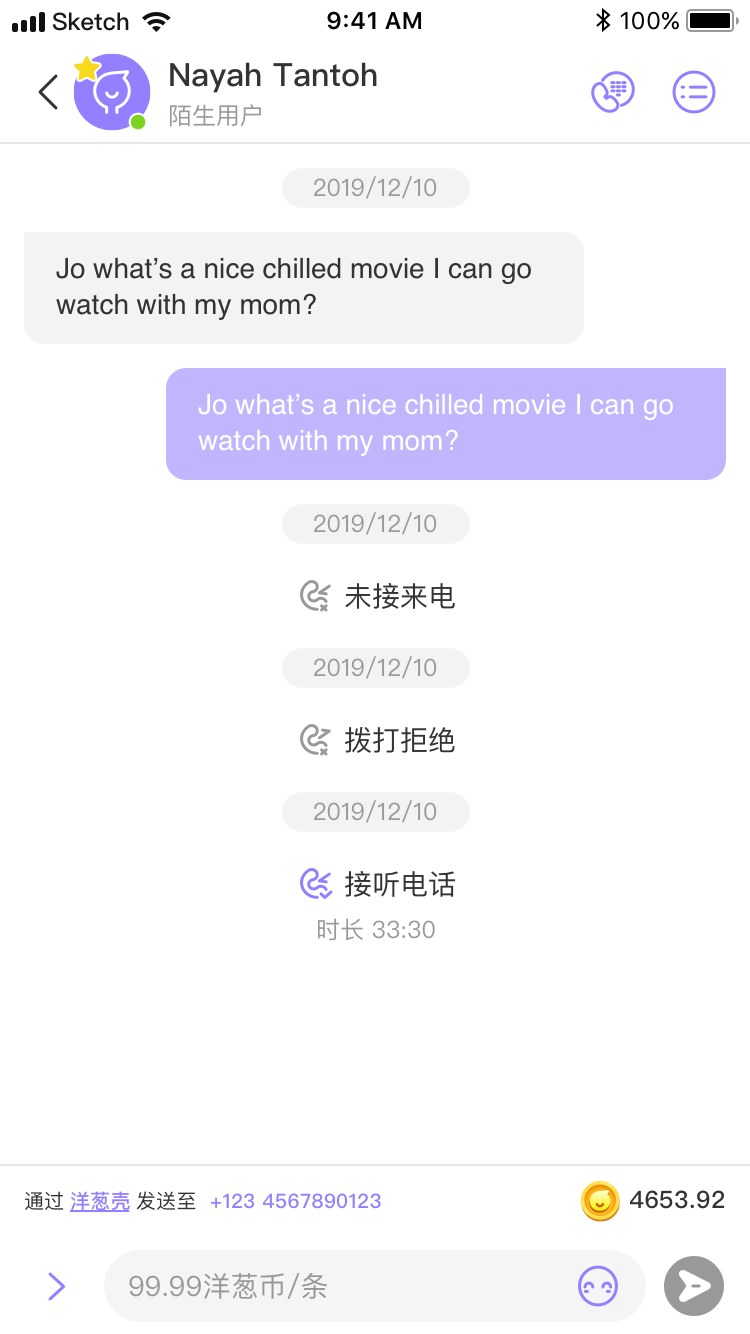 Sketch 9:41 AM 100%
Nayah Tantoh
陌生用户
2019/12/10
Jo what’s a nice chilled movie I can go
watch with my mom?
Jo what’s a nice chilled movie I can go
watch with my mom?
2019/12/10
未接来电
2019/12/10
拨打拒绝
2019/12/10
接听电话
时长 33:30
通过 洋葱壳 发送至 +123 4567890123 4653.92
99.99洋葱币/条